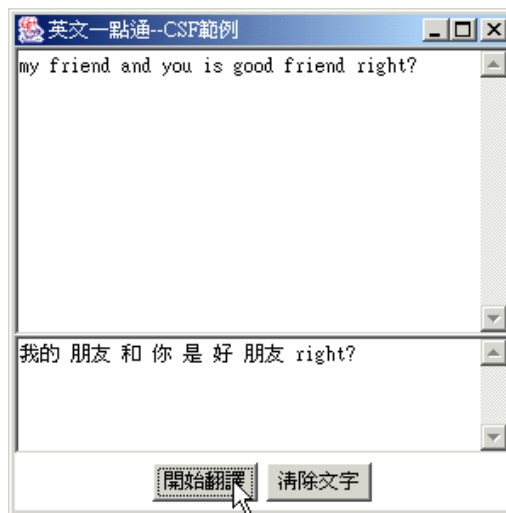 英文一點通--CSF範例
my friend and you is good friend right?
我的 朋友 和 你 是 好 朋友 right?
開始翻譯 清除文字